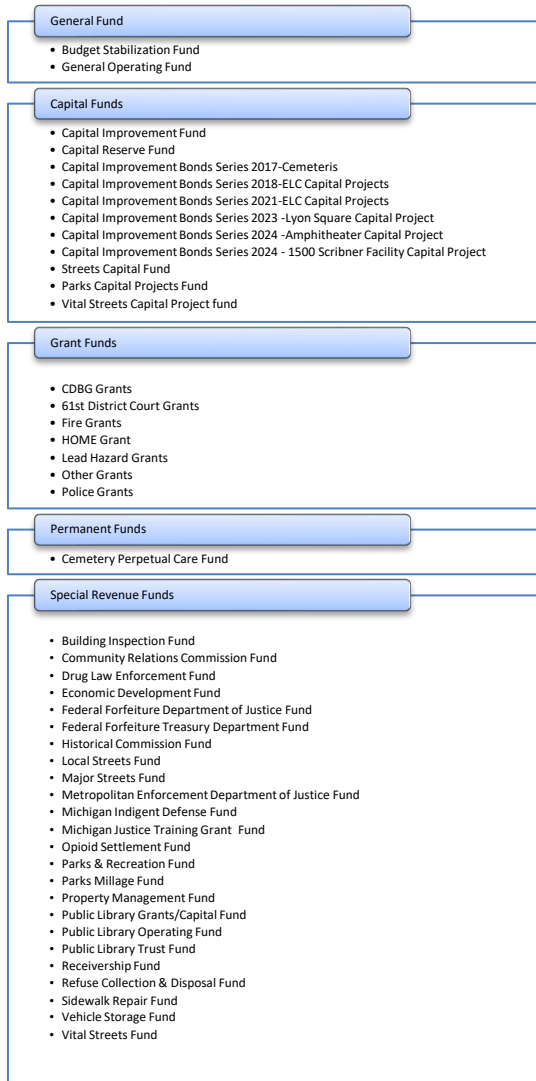 General Fund
• Budget Stabilization Fund
• General Operating Fund
Capital Funds
• Capital Improvement Fund
• Capital Reserve Fund
• Capital Improvement Bonds Series 2017-Cemeteris
• Capital Improvement Bonds Series 2018-ELC Capital Projects
• Capital Improvement Bonds Series 2021-ELC Capital Projects
• Capital Improvement Bonds Series 2023 -Lyon Square Capital Project
• Capital Improvement Bonds Series 2024 -Amphitheater Capital Project
• Capital Improvement Bonds Series 2024 - 1500 Scribner Facility Capital Project
• Streets Capital Fund
• Parks Capital Projects Fund
• Vital Streets Capital Project fund
Grant Funds
• CDBG Grants
• 61st District Court Grants
• Fire Grants
• HOME Grant
• Lead Hazard Grants
• Other Grants
• Police Grants
Permanent Funds
• Cemetery Perpetual Care Fund
Special Revenue Funds
• Building Inspection Fund
• Community Relations Commission Fund
• Drug Law Enforcement Fund
• Economic Development Fund
• Federal Forfeiture Department of Justice Fund
• Federal Forfeiture Treasury Department Fund
• Historical Commission Fund
• Local Streets Fund
• Major Streets Fund
• Metropolitan Enforcement Department of Justice Fund
• Michigan Indigent Defense Fund
• Michigan Justice Training Grant  Fund
• Opioid Settlement Fund
• Parks & Recreation Fund
• Parks Millage Fund
• Property Management Fund
• Public Library Grants/Capital Fund
• Public Library Operating Fund
• Public Library Trust Fund
• Receivership Fund
• Refuse Collection & Disposal Fund
• Sidewalk Repair Fund
• Vehicle Storage Fund
• Vital Streets Fund